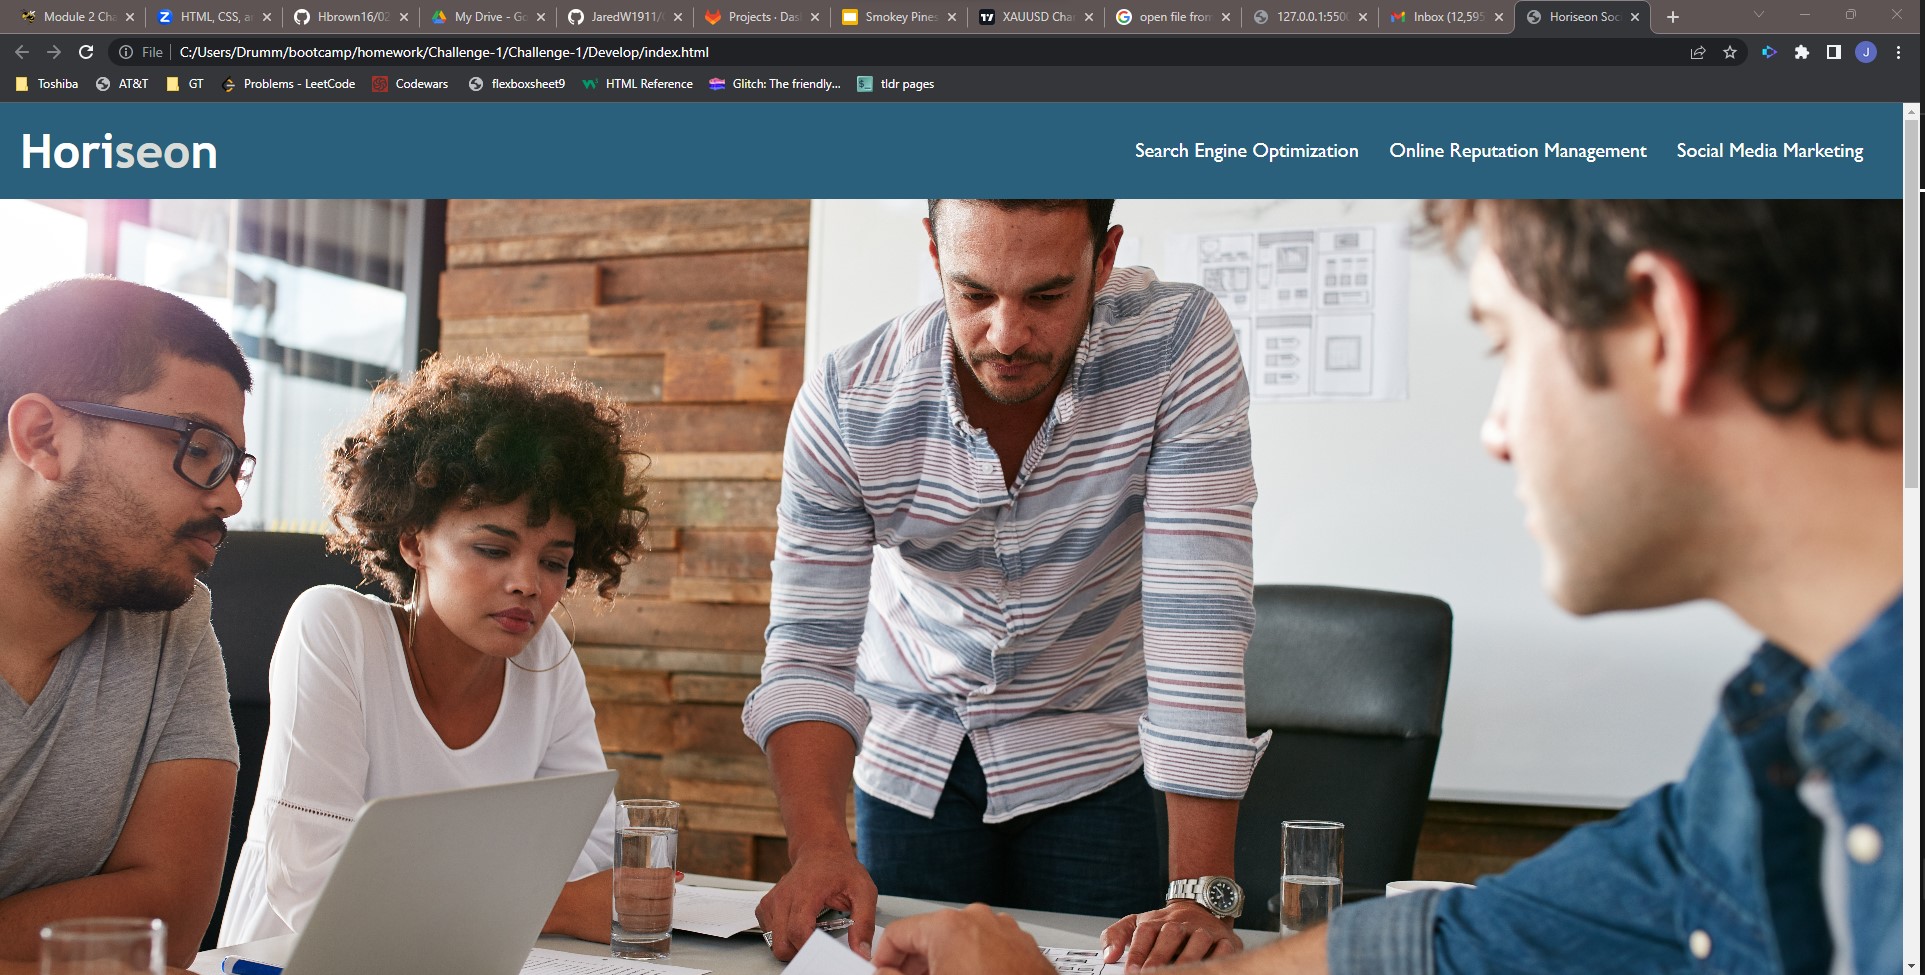 Module 2 Cha
HTML, CSS, a
Hbrown16/02
My Drive - Go
JaredW1911/
Projects · Das
Smokey Pines
XAUUSD Cha
open file from
127.0.0.1:5500
Inbox (12,595
Horiseon Soc
File
C:/Users/Drumm/bootcamp/homework/Challenge-1/Challenge-1/Develop/index.html
J
Toshiba
AT&T
GT
Problems - LeetCode
Codewars
flexboxsheet9
HTML Reference
Glitch: The friendly...
tldr pages
Horiseon
Search Engine Optimization
Online Reputation Management
Social Media Marketing